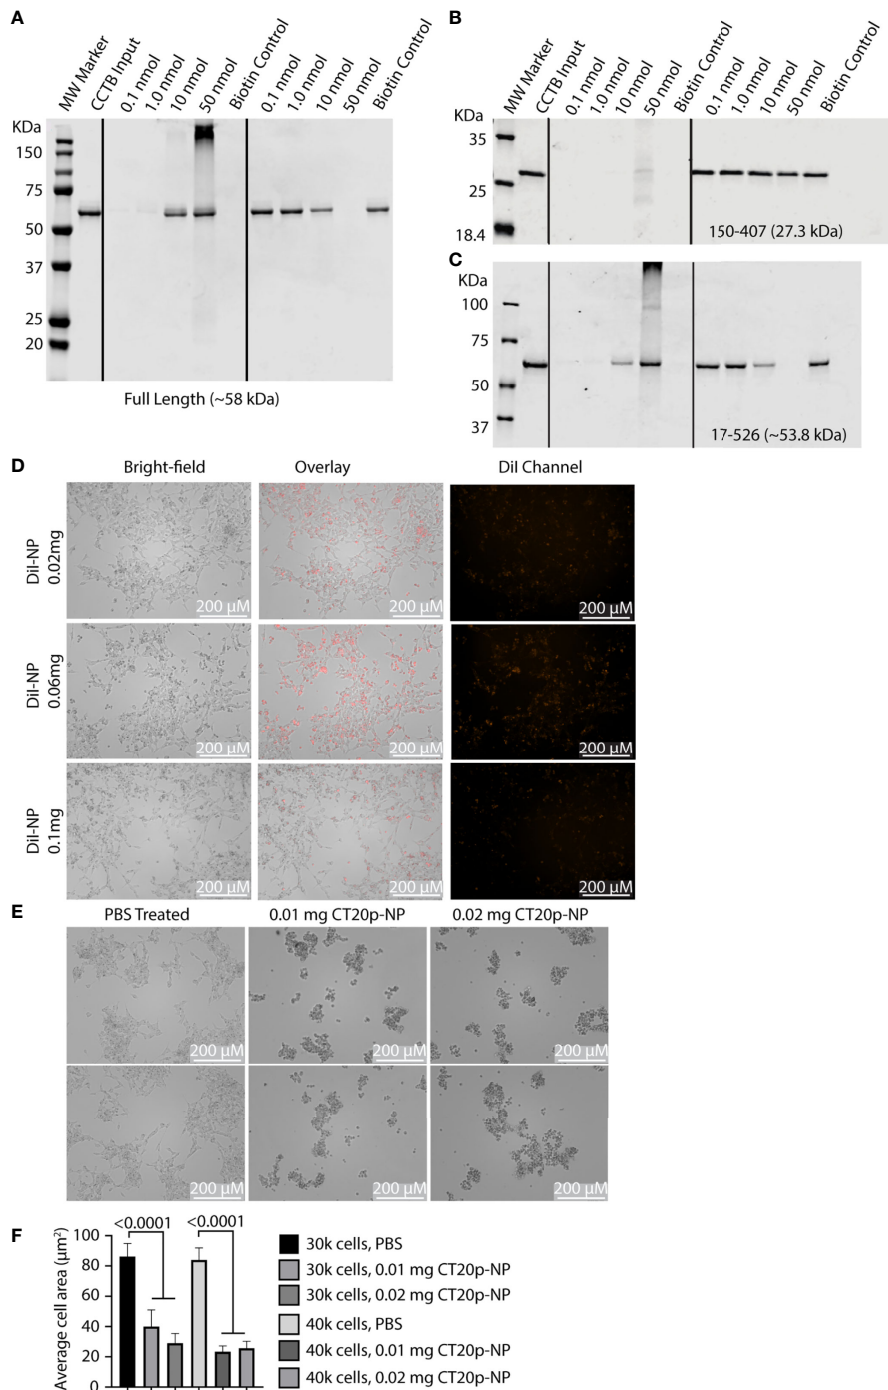 A
MW Marker
CCTB Input
0.1 nmol
1.0 nmol
10 nmol
50 nmol
Biotin Control
0.1 nmol
1.0 nmol
10 nmol
50 nmol
Biotin Control
KDa
150
75
50
37
25
20
Full Length (~58 kDa)
B
MW Marker
CCTB Input
0.1 nmol
1.0 nmol
10 nmol
50 nmol
Biotin Control
0.1 nmol
1.0 nmol
10 nmol
50 nmol
Biotin Control
KDa
35
25
18.4
150-407 (27.3 kDa)
C
KDa
100
75
50
37
17-526 (~53.8 kDa)
D
Bright-field Overlay DiI Channel
DiI-NP
0.02mg
200 µM 200 µM 200 µM
DiI-NP
0.06mg
200 µM 200 µM 200 µM
DiI-NP
0.1mg
200 µM 200 µM 200 µM
E
PBS Treated 0.01 mg CT20p-NP 0.02 mg CT20p-NP
200 µM 200 µM 200 µM
200 µM 200 µM 200 µM
F
<0.0001 <0.0001
Average cell area (µm²)
100
80
60
40
20
0
30k cells, PBS
30k cells, 0.01 mg CT20p-NP
30k cells, 0.02 mg CT20p-NP
40k cells, PBS
40k cells, 0.01 mg CT20p-NP
40k cells, 0.02 mg CT20p-NP